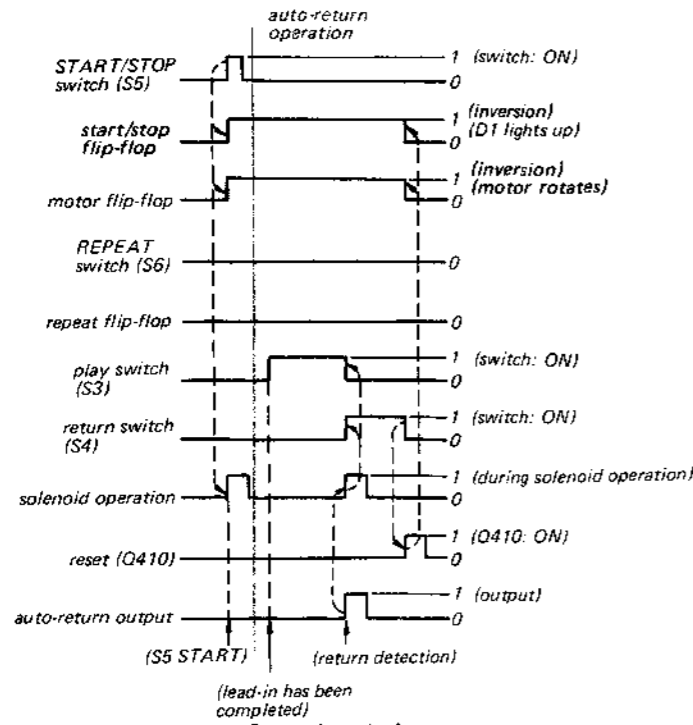 auto-return
operation
START/STOP
switch (S5)
1 (switch: ON)
0
start/stop
flip-flop
1 (inversion)
(D1 lights up)
0
motor flip-flop
1 (inversion)
(motor rotates)
0
REPEAT
switch (S6)
0
repeat flip-flop
0
play switch
(S3)
1 (switch: ON)
0
return switch
(S4)
1 (switch: ON)
0
solenoid operation
1 (during solenoid operation)
0
reset (Q410)
1 (Q410: ON)
0
auto-return output
1 (output)
0
(S5 START)
(return detection)
(lead-in has been
completed)